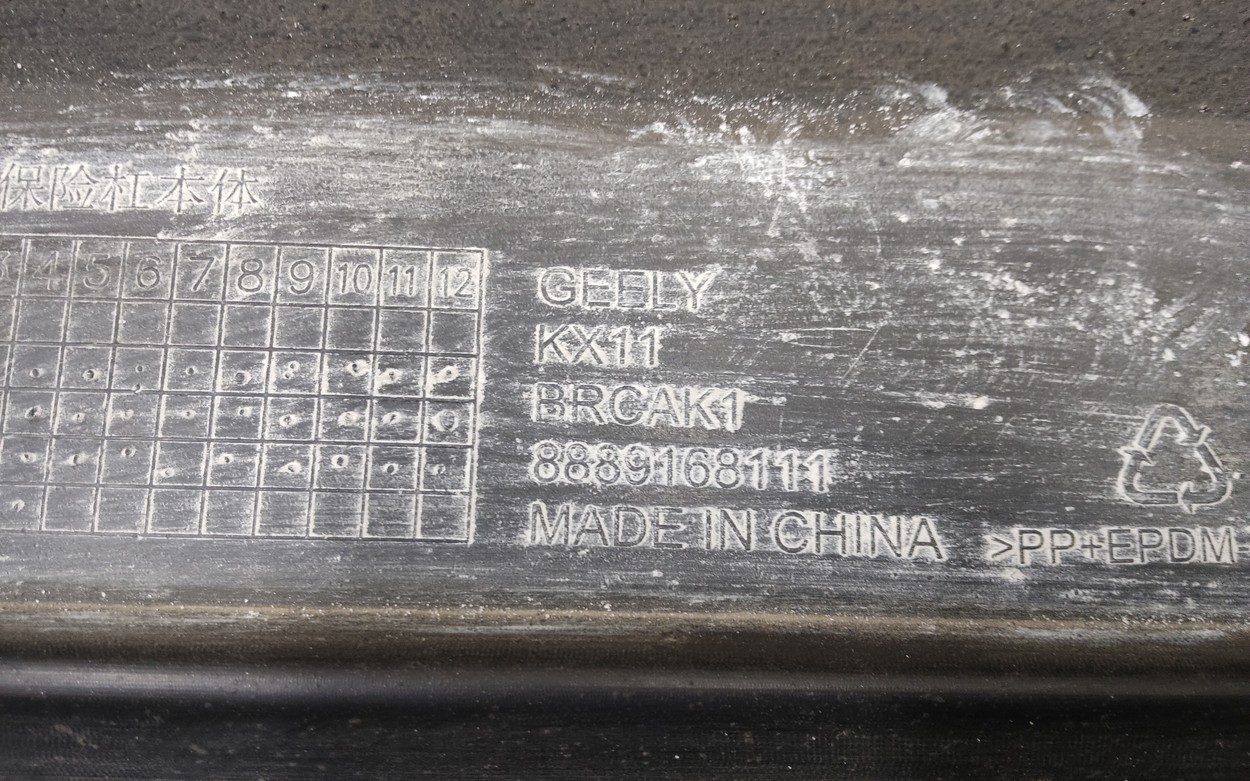 保险杠本体
3 4 5 6 7 8 9 10 11 12
GEELY
KX11
BRCAK1
8889168111
MADE IN CHINA
>PP+EPDM